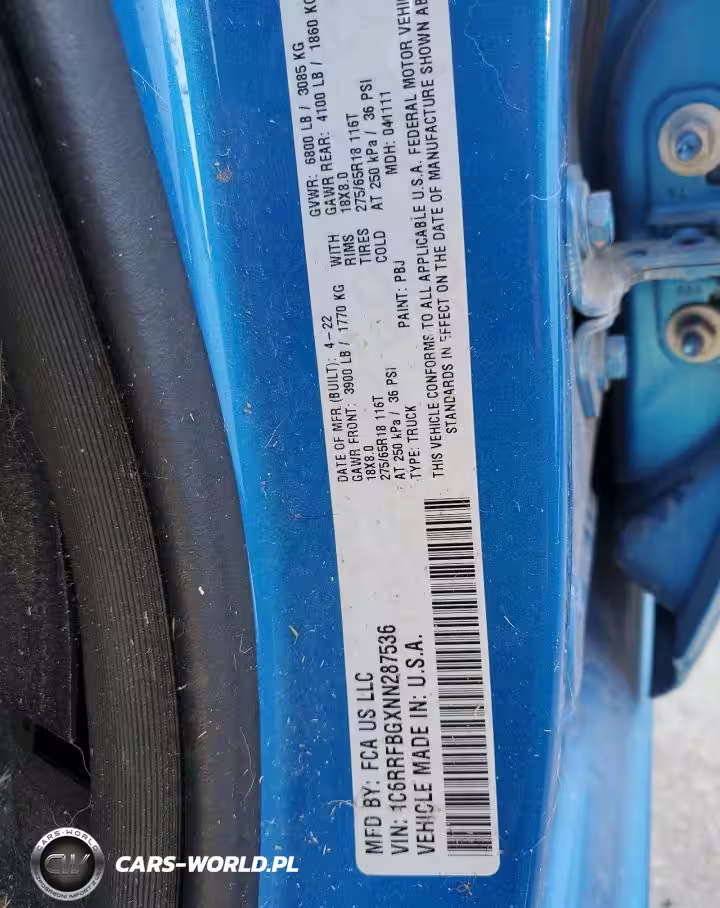 MFD BY: FCA US LLC
DATE OF MFR (BUILT): 4-22
GVWR: 6800 LB / 3085 KG
GAWR FRONT: 3900 LB / 1770 KG
WITH
GAWR REAR: 4100 LB / 1860 KG
18X8.0
RIMS
18X8.0
275/65R18 116T
TIRES
275/65R18 116T
AT 250 kPa / 36 PSI
COLD
AT 250 kPa / 36 PSI
TYPE: TRUCK
PAINT: PBJ
MDH: 041111
THIS VEHICLE CONFORMS TO ALL APPLICABLE U.S.A. FEDERAL MOTOR
STANDARDS IN EFFECT ON THE DATE OF MANUFACTURE SHOWN
VIN: 1C6RRFBGXNN287536
VEHICLE MADE IN: U.S.A.
CARS-WORLD.PL
CW